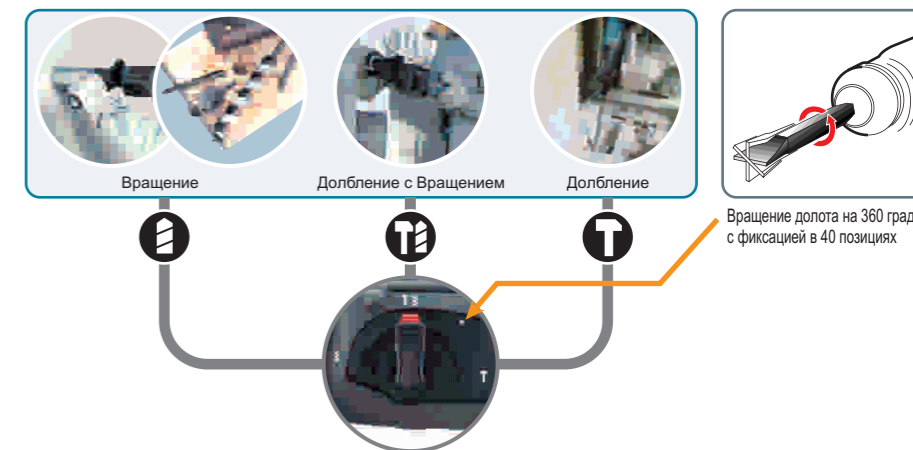 Вращение
Долбление с Вращением
Долбление
Вращение долота на 360 град
с фиксацией в 40 позициях